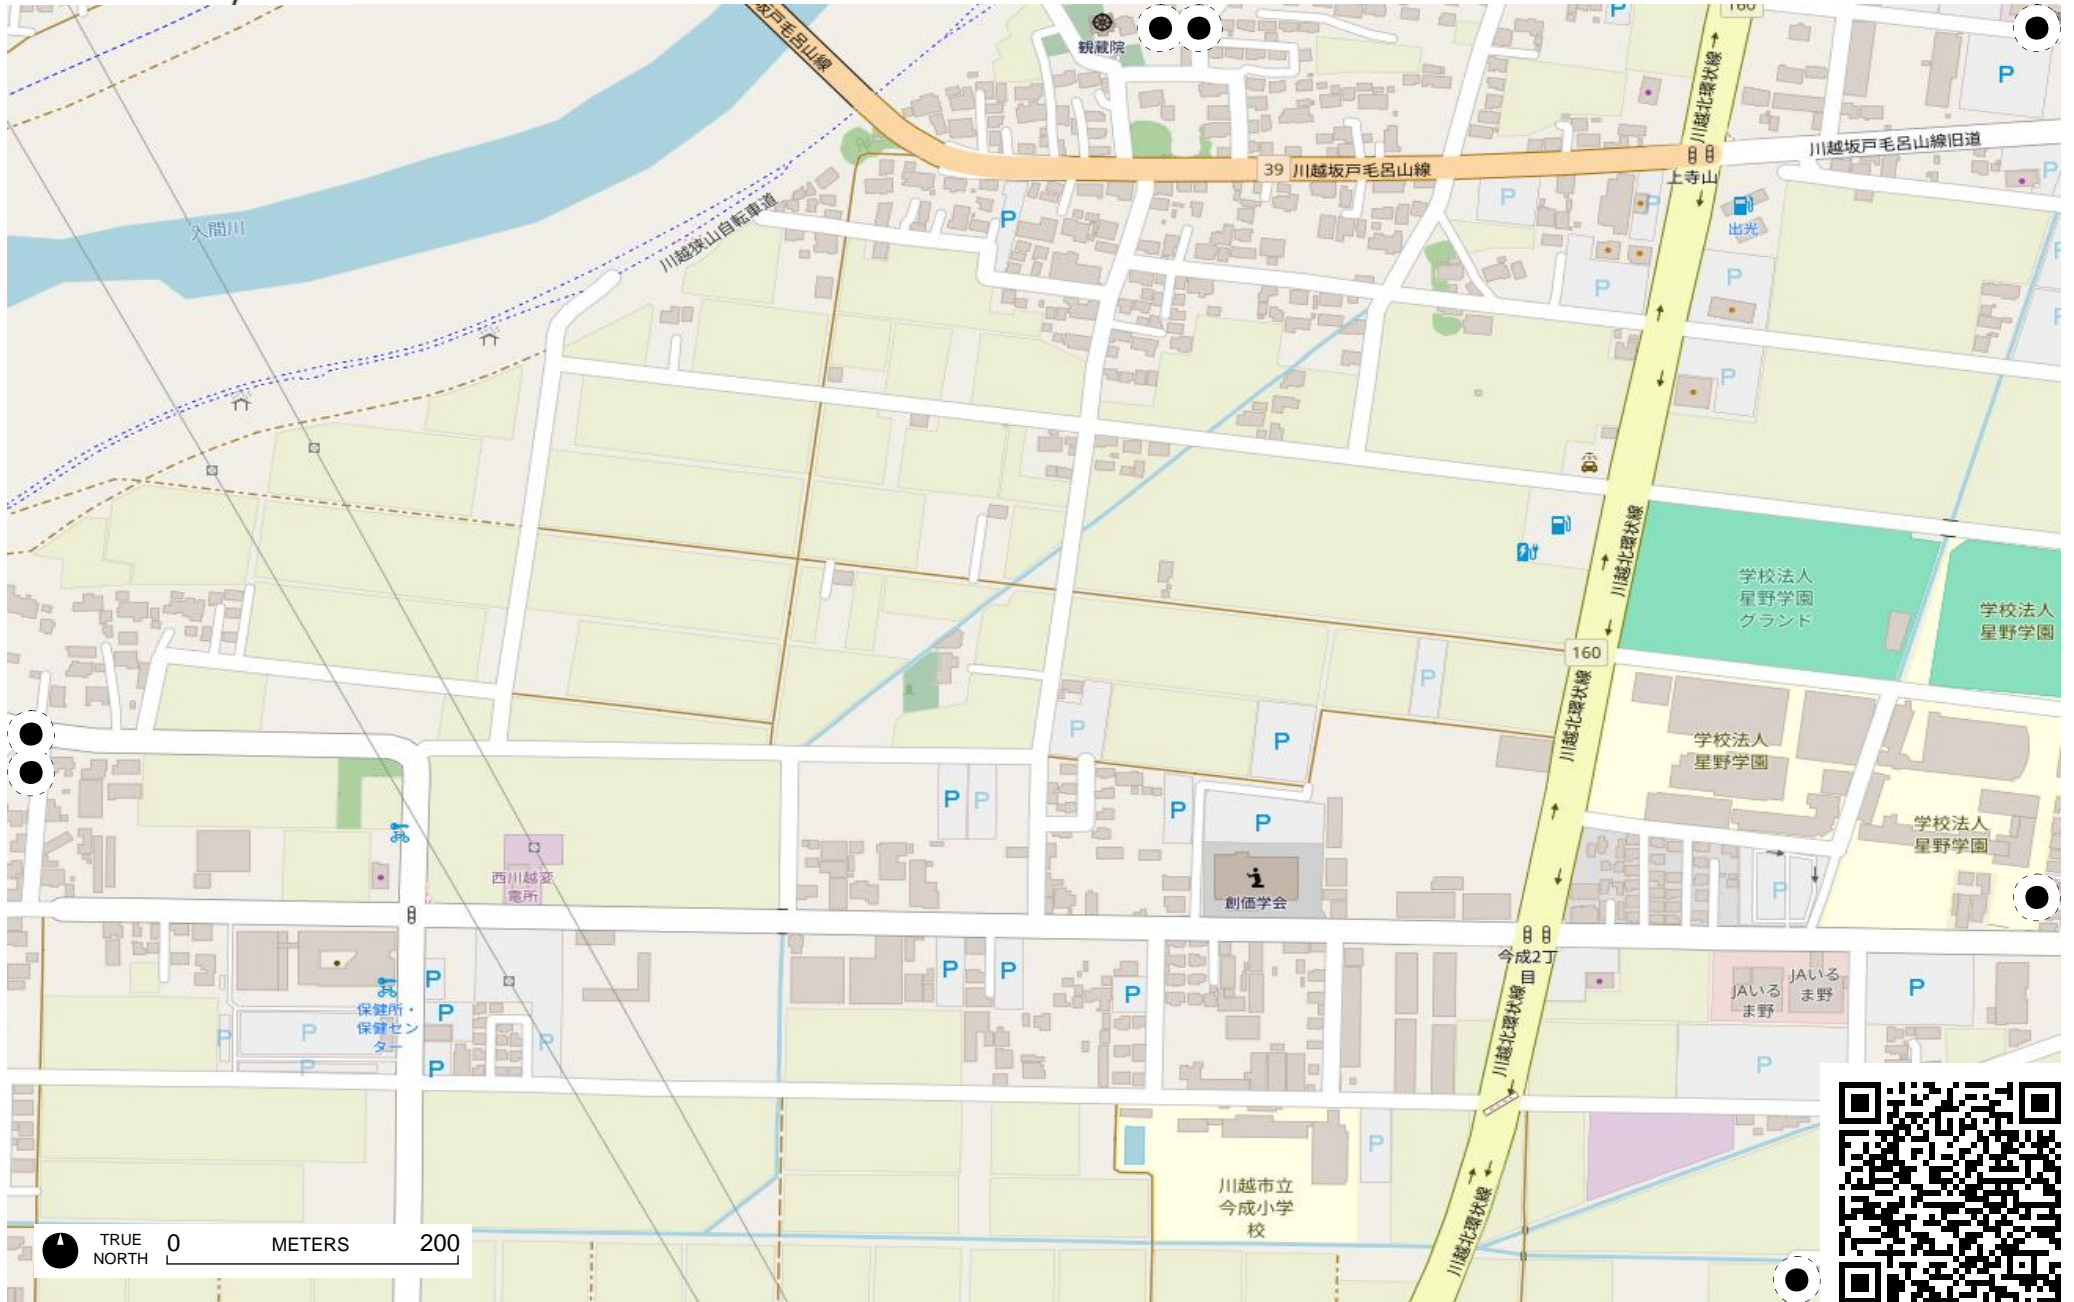 坂戸毛呂山線
観蔵院
P
160
川越北環状線
P
39 川越坂戸毛呂山線
川越坂戸毛呂山線旧道
上寺山
P
P
P
P
P
入間川
川越狭山自転車道
出光
P
P
P
P
P
P
川越北環状線
学校法人
星野学園
グランド
学校法人
星野学園
160
P
川越北環状線
P
P
学校法人
星野学園
P
P
P
P
学校法人
星野学園
西川越変
電所
創価学会
P
今成2丁
目
P
P
P
P
JAいる
ま野
JAいる
ま野
P
川越北環状線
保健所・
保健セン
ター
P
P
P
P
P
P
P
P
川越市立
今成小学
校
川越北環状線
TRUE
NORTH
0 METERS 200